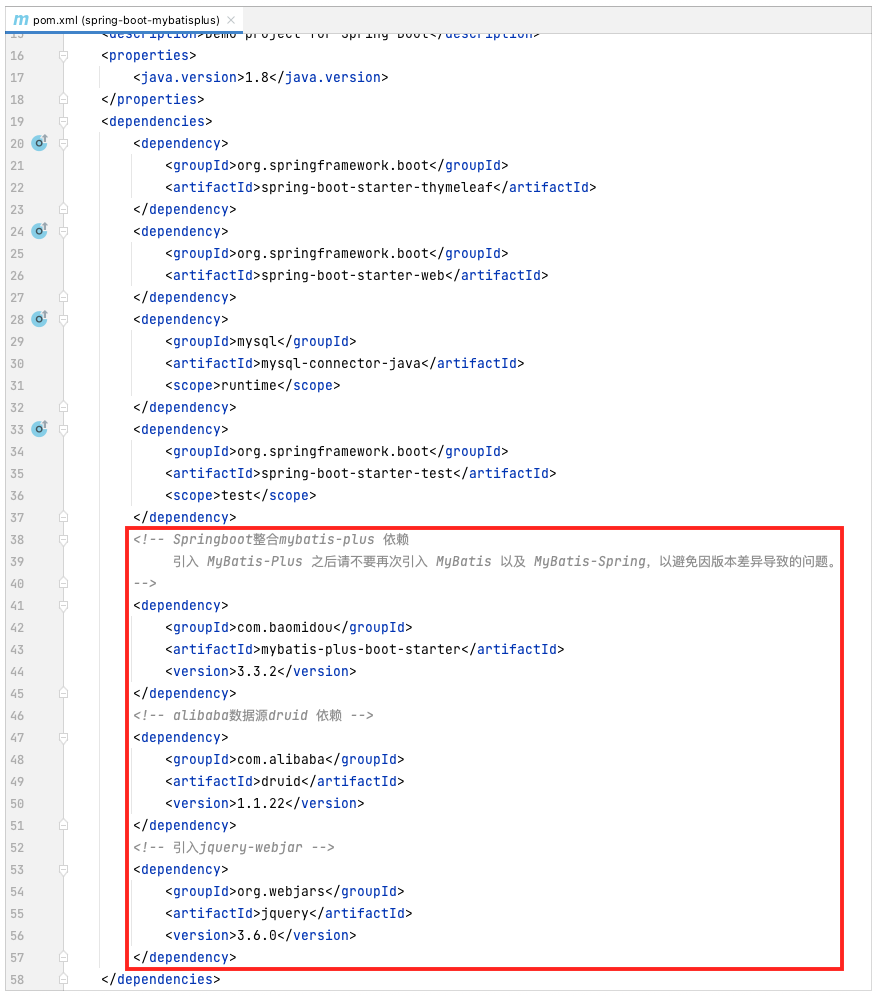 pom.xml (spring-boot-mybatisplus)
15 <description>Demo project for Spring Boot</description>
16 <properties>
17 <java.version>1.8</java.version>
18 </properties>
19 <dependencies>
20 <dependency>
21 <groupId>org.springframework.boot</groupId>
22 <artifactId>spring-boot-starter-thymeleaf</artifactId>
23 </dependency>
24 <dependency>
25 <groupId>org.springframework.boot</groupId>
26 <artifactId>spring-boot-starter-web</artifactId>
27 </dependency>
28 <dependency>
29 <groupId>mysql</groupId>
30 <artifactId>mysql-connector-java</artifactId>
31 <scope>runtime</scope>
32 </dependency>
33 <dependency>
34 <groupId>org.springframework.boot</groupId>
35 <artifactId>spring-boot-starter-test</artifactId>
36 <scope>test</scope>
37 </dependency>
38 <!-- Springboot整合mybatis-plus 依赖
39 引入 MyBatis-Plus 之后请不要再次引入 MyBatis 以及 MyBatis-Spring，以避免因版本差异导致的问题。
40 -->
41 <dependency>
42 <groupId>com.baomidou</groupId>
43 <artifactId>mybatis-plus-boot-starter</artifactId>
44 <version>3.3.2</version>
45 </dependency>
46 <!-- alibaba数据源druid 依赖 -->
47 <dependency>
48 <groupId>com.alibaba</groupId>
49 <artifactId>druid</artifactId>
50 <version>1.1.22</version>
51 </dependency>
52 <!-- 引入jquery-webjar -->
53 <dependency>
54 <groupId>org.webjars</groupId>
55 <artifactId>jquery</artifactId>
56 <version>3.6.0</version>
57 </dependency>
58 </dependencies>